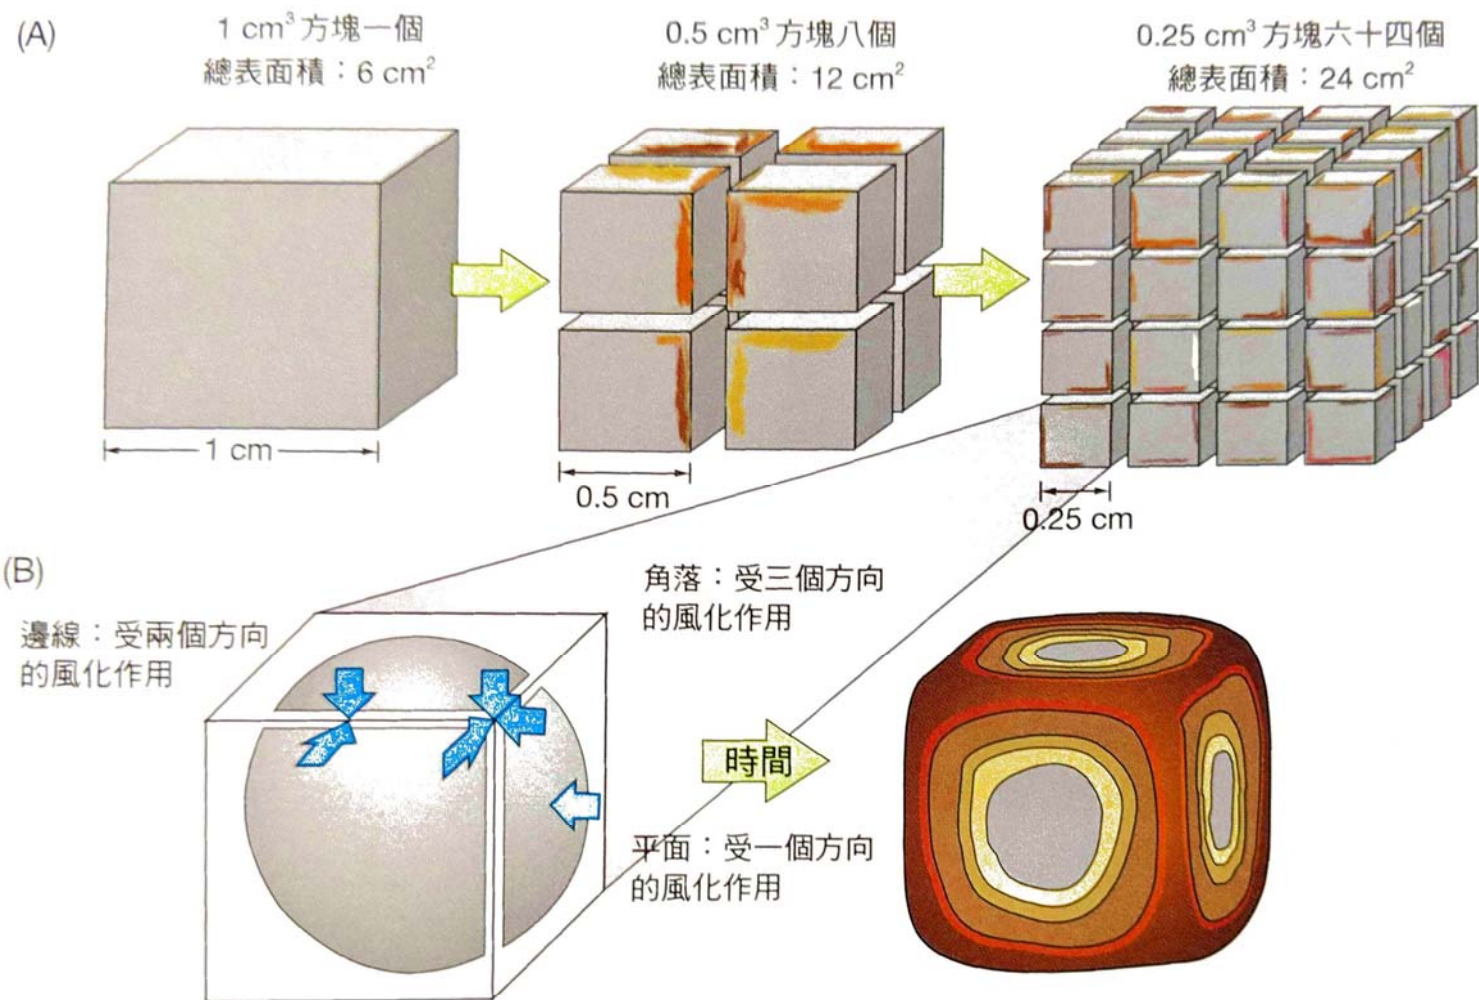 (A)
1 cm³ 方塊一個
總表面積：6 cm²
0.5 cm³ 方塊八個
總表面積：12 cm²
0.25 cm³ 方塊六十四個
總表面積：24 cm²
1 cm
0.5 cm
0.25 cm
(B)
邊線：受兩個方向
的風化作用
角落：受三個方向
的風化作用
時間
平面：受一個方向
的風化作用